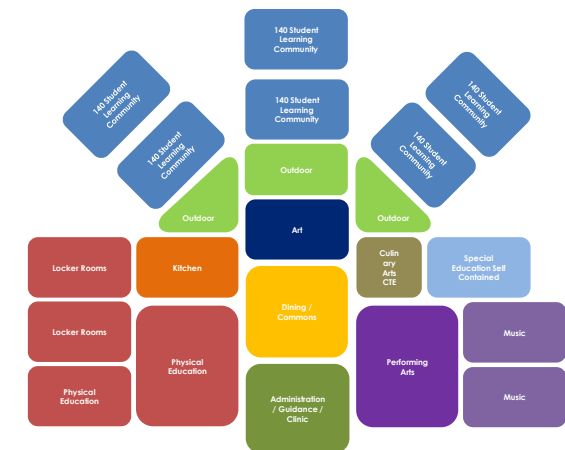 140 Student
Learning
Community
140 Student
Learning
Community
140 Student
Learning
Community
140 Student
Learning
Community
140 Student
Learning
Community
140 Student
Learning
Community
Outdoor
Outdoor
Outdoor
Art
Locker Rooms
Kitchen
Culin
ary
Arts
CTE
Special
Education Self
Contained
Dining /
Commons
Locker Rooms
Physical
Education
Performing
Arts
Music
Physical
Education
Administration
/ Guidance /
Clinic
Music